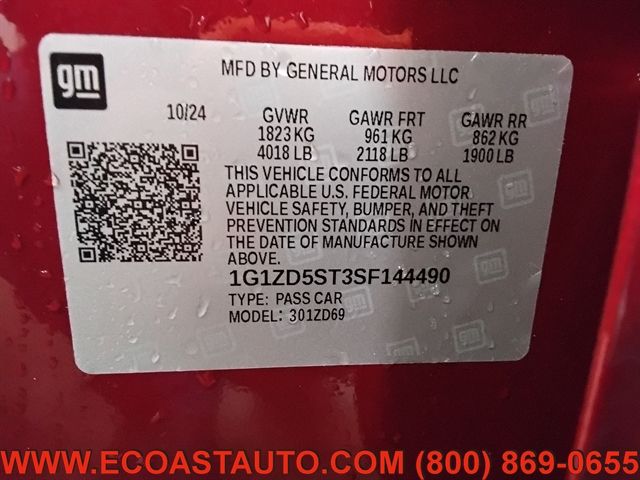 gm
MFD BY GENERAL MOTORS LLC
10/24 GVWR GAWR FRT GAWR RR
1823 KG 961 KG 862 KG
4018 LB 2118 LB 1900 LB
THIS VEHICLE CONFORMS TO ALL
APPLICABLE U.S. FEDERAL MOTOR
VEHICLE SAFETY, BUMPER, AND THEFT
PREVENTION STANDARDS IN EFFECT ON
THE DATE OF MANUFACTURE SHOWN
ABOVE.
1G1ZD5ST3SF144490
TYPE: PASS CAR
MODEL: 301ZD69
WWW.ECOASTAUTO.COM (800) 869-0655